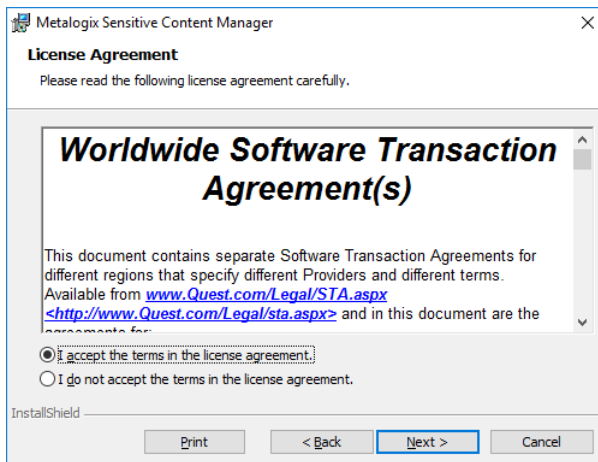 Metalogix Sensitive Content Manager
License Agreement
Please read the following license agreement carefully.
Worldwide Software Transaction
Agreement(s)
This document contains separate Software Transaction Agreements for
different regions that specify different Providers and different terms.
Available from www.Quest.com/Legal/STA.aspx
<http://www.Quest.com/Legal/sta.aspx> and in this document are the
agreements for:
I accept the terms in the license agreement.
I do not accept the terms in the license agreement.
InstallShield
Print
< Back
Next >
Cancel